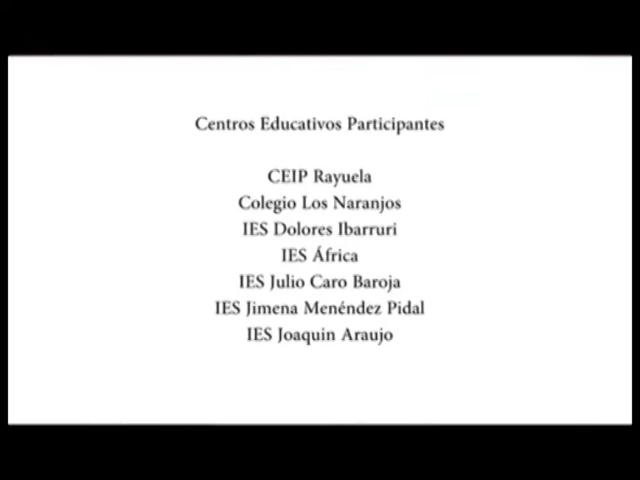 Centros Educativos Participantes
CEIP Rayuela
Colegio Los Naranjos
IES Dolores Ibarruri
IES África
IES Julio Caro Baroja
IES Jimena Menéndez Pidal
IES Joaquin Araujo